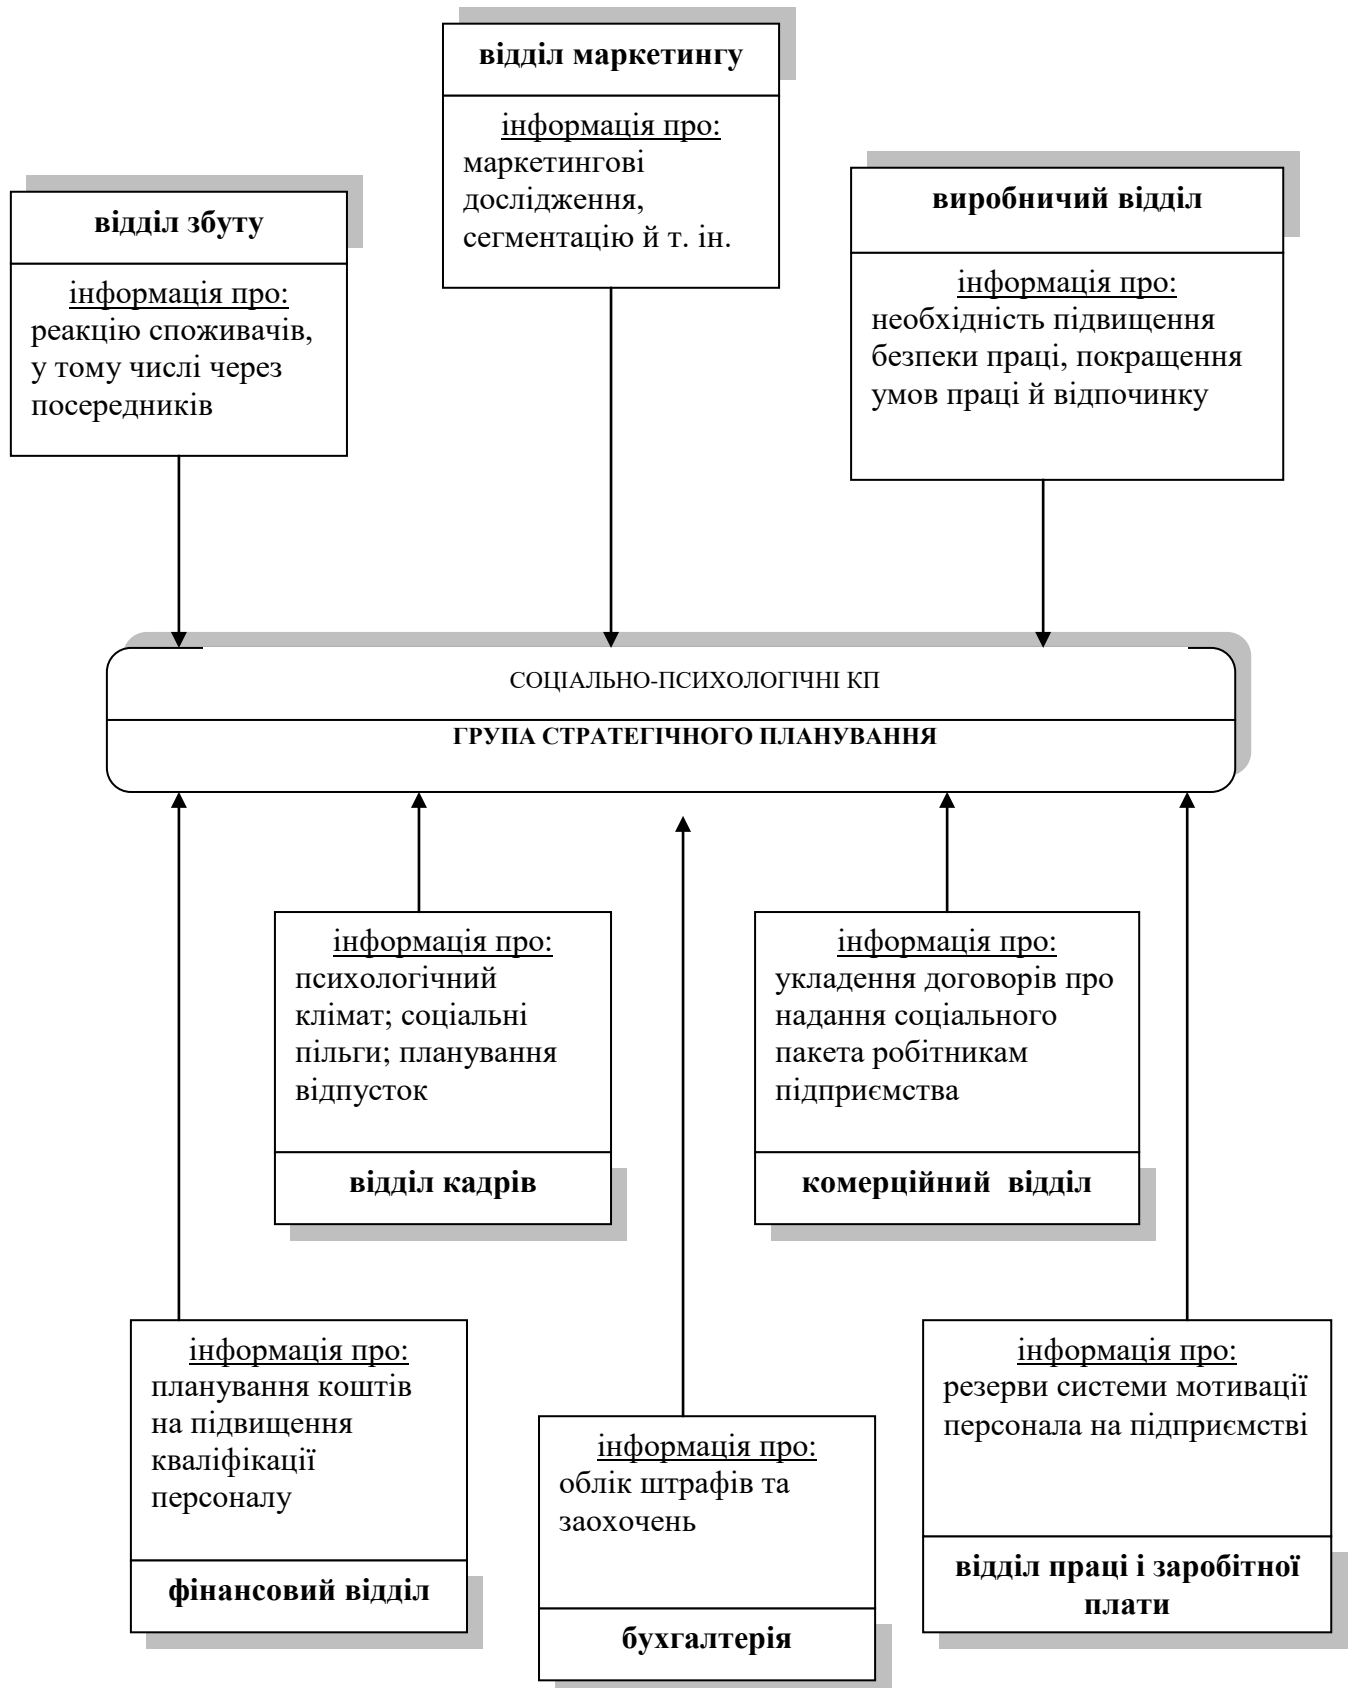 відділ маркетингу
інформація про:
маркетингові
дослідження,
сегментацію й т. ін.
відділ збуту
інформація про:
реакцію споживачів,
у тому числі через
посередників
виробничий відділ
інформація про:
необхідність підвищення
безпеки праці, покращення
умов праці й відпочинку
СОЦІАЛЬНО-ПСИХОЛОГІЧНІ КП
ГРУПА СТРАТЕГІЧНОГО ПЛАНУВАННЯ
інформація про:
психологічний
клімат; соціальні
пільги; планування
відпусток
відділ кадрів
інформація про:
укладення договорів про
надання соціального
пакета робітникам
підприємства
комерційний  відділ
інформація про:
планування коштів
на підвищення
кваліфікації
персоналу
фінансовий відділ
інформація про:
облік штрафів та
заохочень
бухгалтерія
інформація про:
резерви системи мотивації
персонала на підприємстві
відділ праці і заробітної
плати